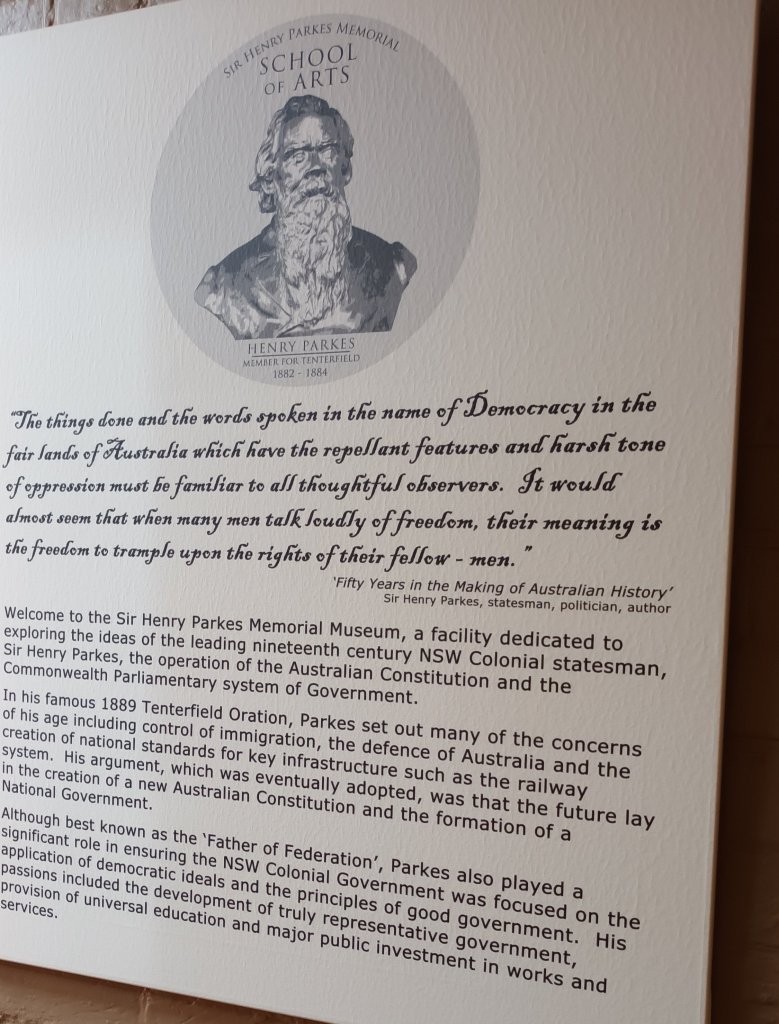 SIR HENRY PARKES MEMORIAL
SCHOOL
OF ARTS
HENRY PARKES
MEMBER FOR TENTERFIELD
1882 - 1884
"The things done and the words spoken in the name of Democracy in the
fair lands of Australia which have the repellant features and harsh tone
of oppression must be familiar to all thoughtful observers. It would
almost seem that when many men talk loudly of freedom, their meaning is
the freedom to trample upon the rights of their fellow - men."
'Fifty Years in the Making of Australian History'
Sir Henry Parkes, statesman, politician, author
Welcome to the Sir Henry Parkes Memorial Museum, a facility dedicated to
exploring the ideas of the leading nineteenth century NSW Colonial statesman,
Sir Henry Parkes, the operation of the Australian Constitution and the
Commonwealth Parliamentary system of Government.
In his famous 1889 Tenterfield Oration, Parkes set out many of the concerns
of his age including control of immigration, the defence of Australia and the
creation of national standards for key infrastructure such as the railway
system. His argument, which was eventually adopted, was that the future lay
in the creation of a new Australian Constitution and the formation of a
National Government.
Although best known as the 'Father of Federation', Parkes also played a
significant role in ensuring the NSW Colonial Government was focused on the
application of democratic ideals and the principles of good government. His
passions included the development of truly representative government,
provision of universal education and major public investment in works and
services.